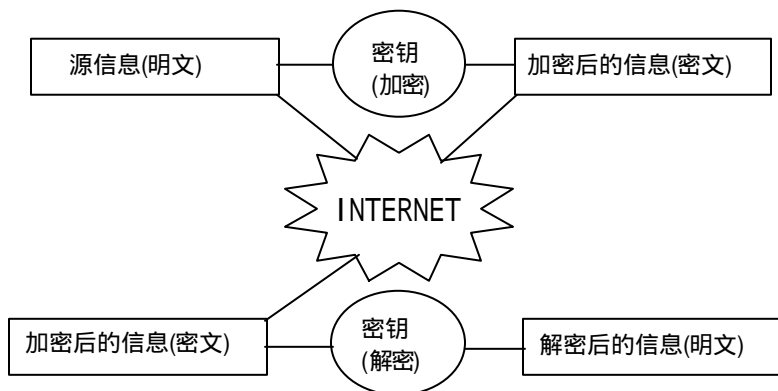 源信息(明文)
密钥
(加密)
加密后的信息(密文)
INTERNET
加密后的信息(密文)
密钥
(解密)
解密后的信息(明文)